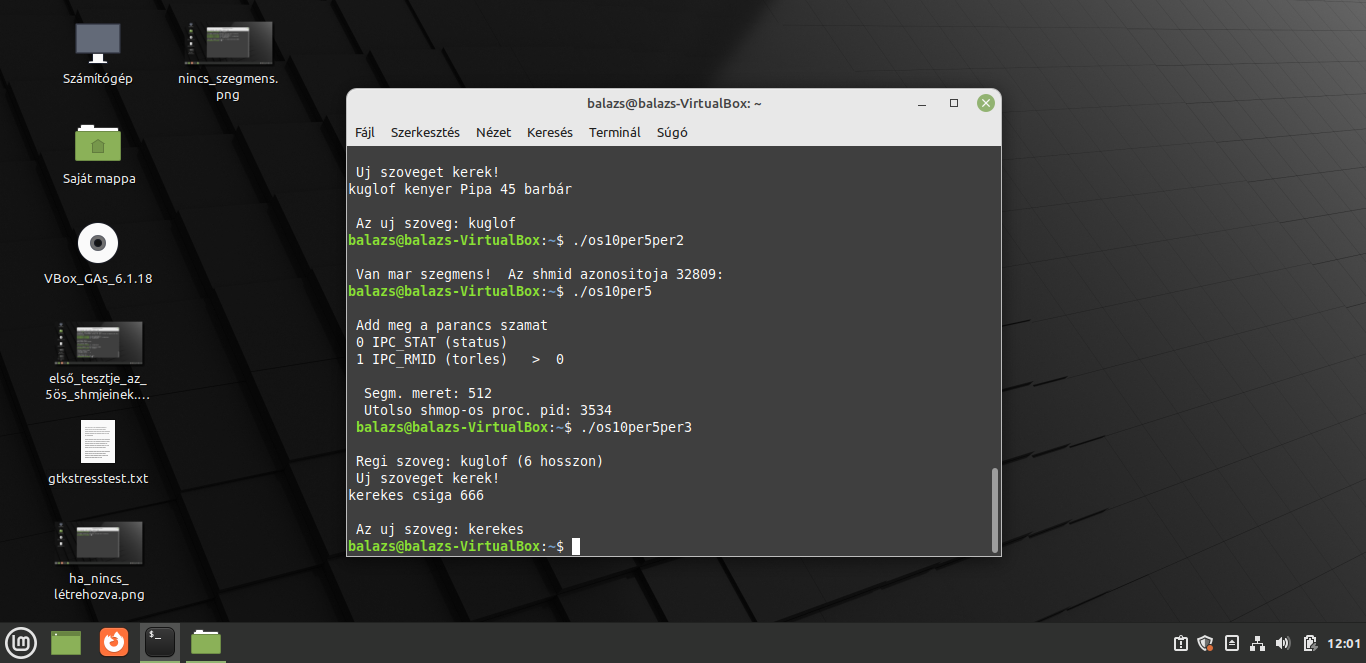 Számítógép
nincs_szegmens.
png
Saját mappa
VBox_GAs_6.1.18
első_tesztje_az_
5ös_shmjeinek.…
gtkstresstest.txt
ha_nincs_
létrehozva.png
balazs@balazs-VirtualBox: ~
Fájl Szerkesztés Nézet Keresés Terminál Súgó
Uj szoveget kerek!
kuglof kenyer Pipa 45 barbár
Az uj szoveg: kuglof
balazs@balazs-VirtualBox:~$ ./os10per5per2
Van mar szegmens!  Az shmid azonositoja 32809:
balazs@balazs-VirtualBox:~$ ./os10per5
Add meg a parancs szamat
0 IPC_STAT (status)
1 IPC_RMID (torles)   >  0
Segm. meret: 512
Utolso shmop-os proc. pid: 3534
balazs@balazs-VirtualBox:~$ ./os10per5per3
Regi szoveg: kuglof (6 hosszon)
Uj szoveget kerek!
kerekes csiga 666
Az uj szoveg: kerekes
balazs@balazs-VirtualBox:~$
12:01